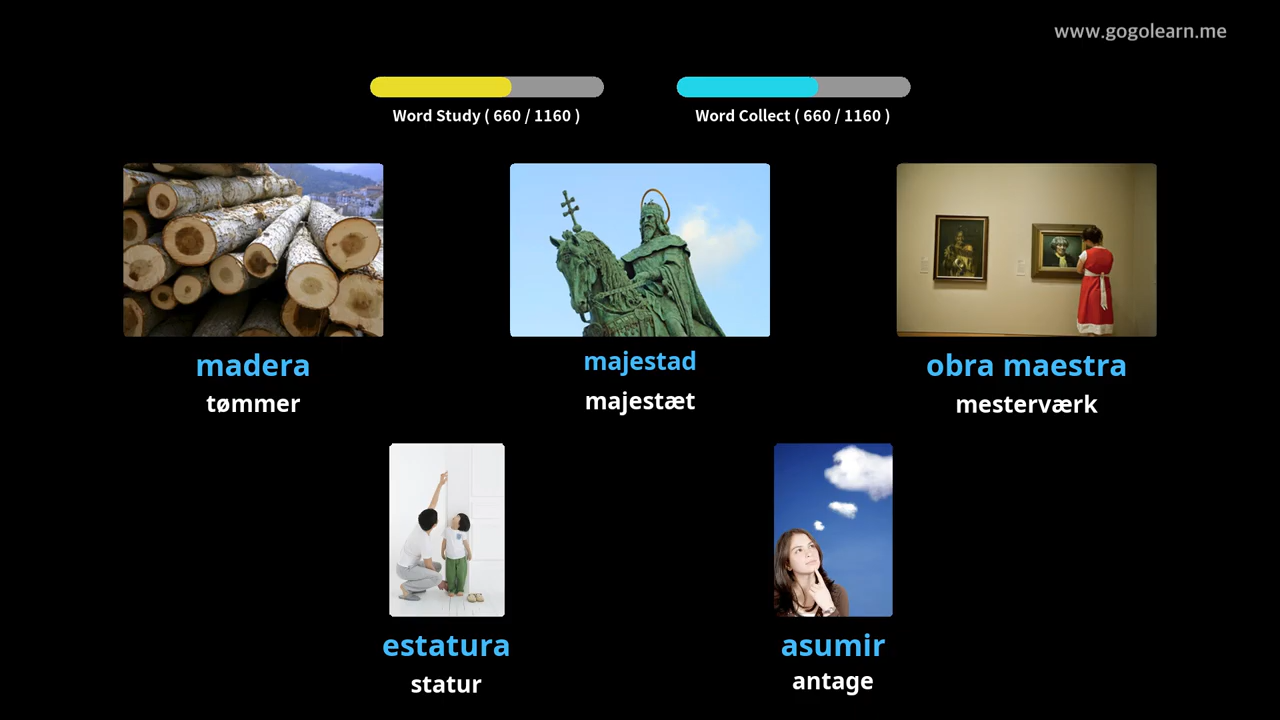 www.gogolearn.me
Word Study ( 660 / 1160 )
Word Collect ( 660 / 1160 )
madera
tømmer
majestad
majestæt
obra maestra
mesterværk
estatura
statur
asumir
antage